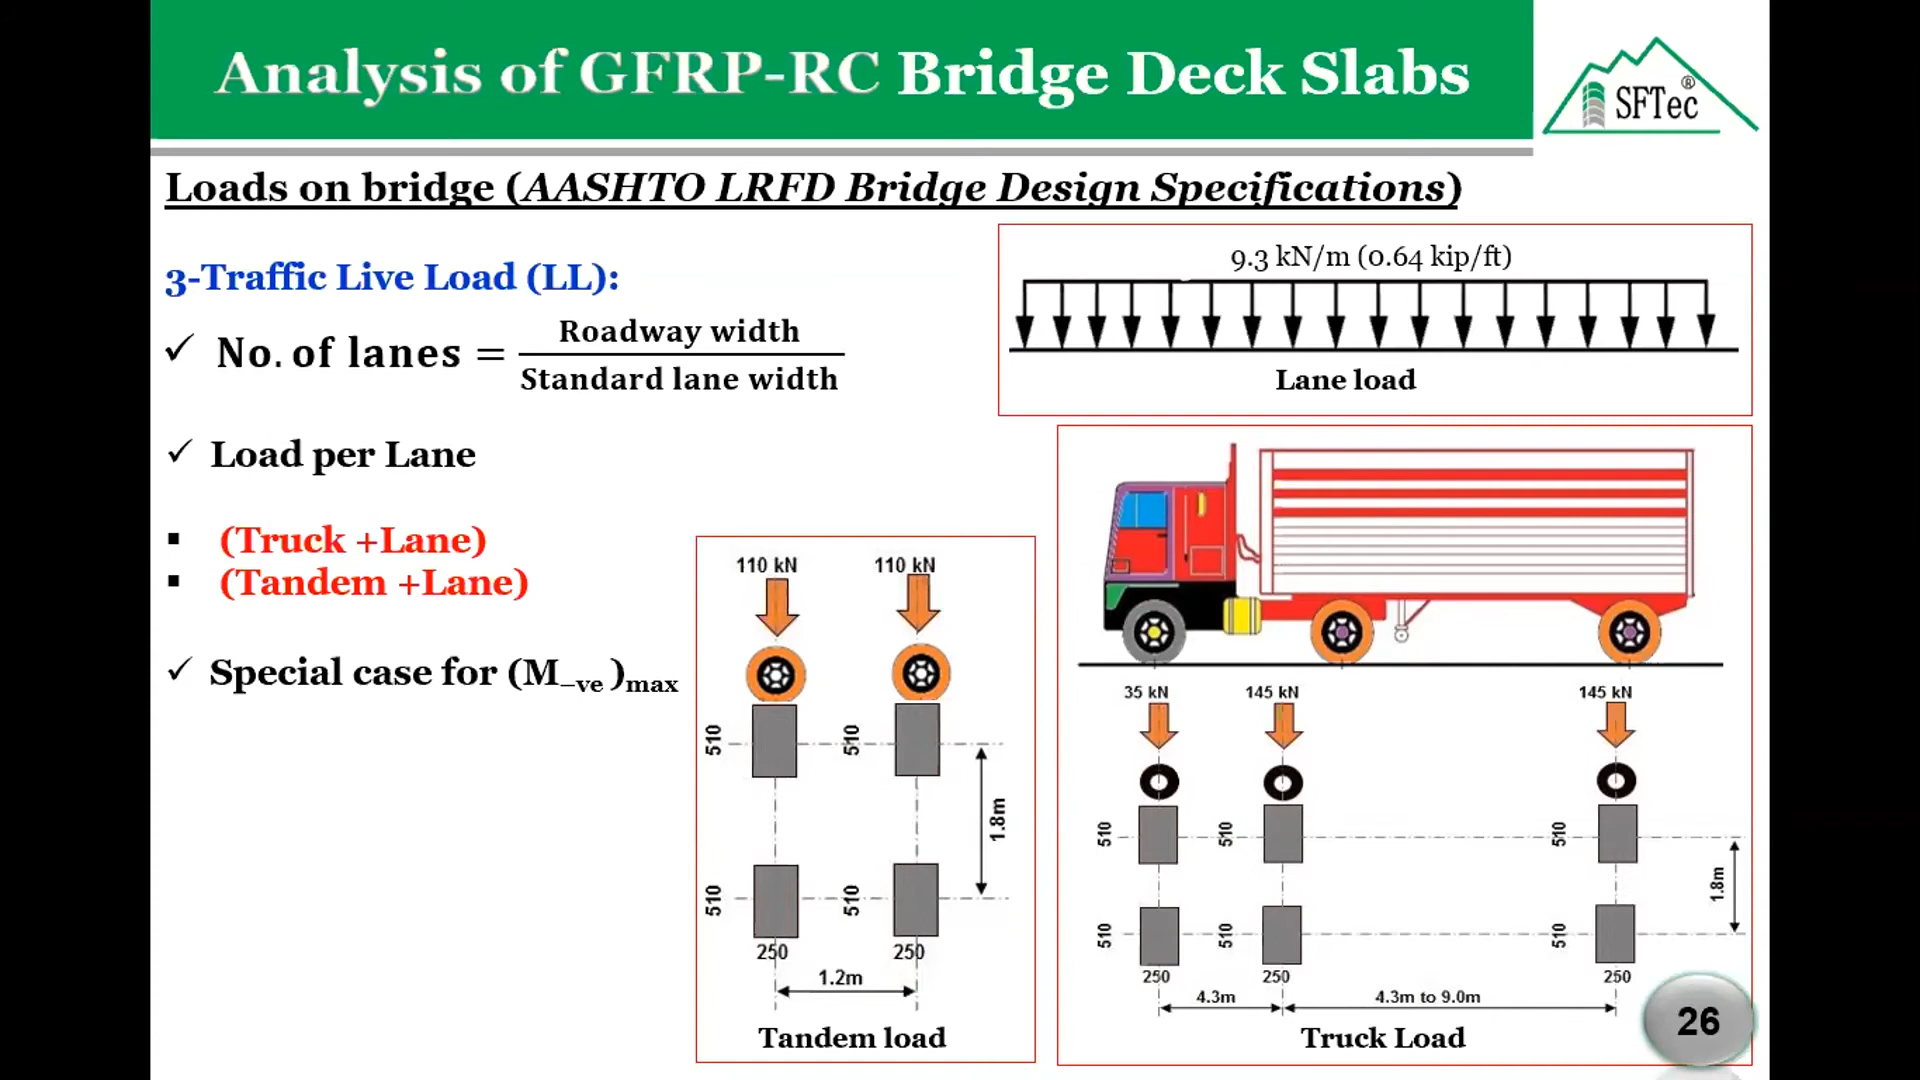 Analysis of GFRP-RC Bridge Deck Slabs
SFTec®
Loads on bridge (AASHTO LRFD Bridge Design Specifications)
3-Traffic Live Load (LL):
✓ No. of lanes = Roadway width / Standard lane width
✓ Load per Lane
▪ (Truck +Lane)
▪ (Tandem +Lane)
✓ Special case for (M–ve )max
9.3 kN/m (0.64 kip/ft)
Lane load
110 kN 110 kN
510 510
1.8m
510 510
250 250
1.2m
Tandem load
35 kN 145 kN 145 kN
510 510 510
1.8m
510 510 510
250 250 250
4.3m 4.3m to 9.0m
Truck Load
26